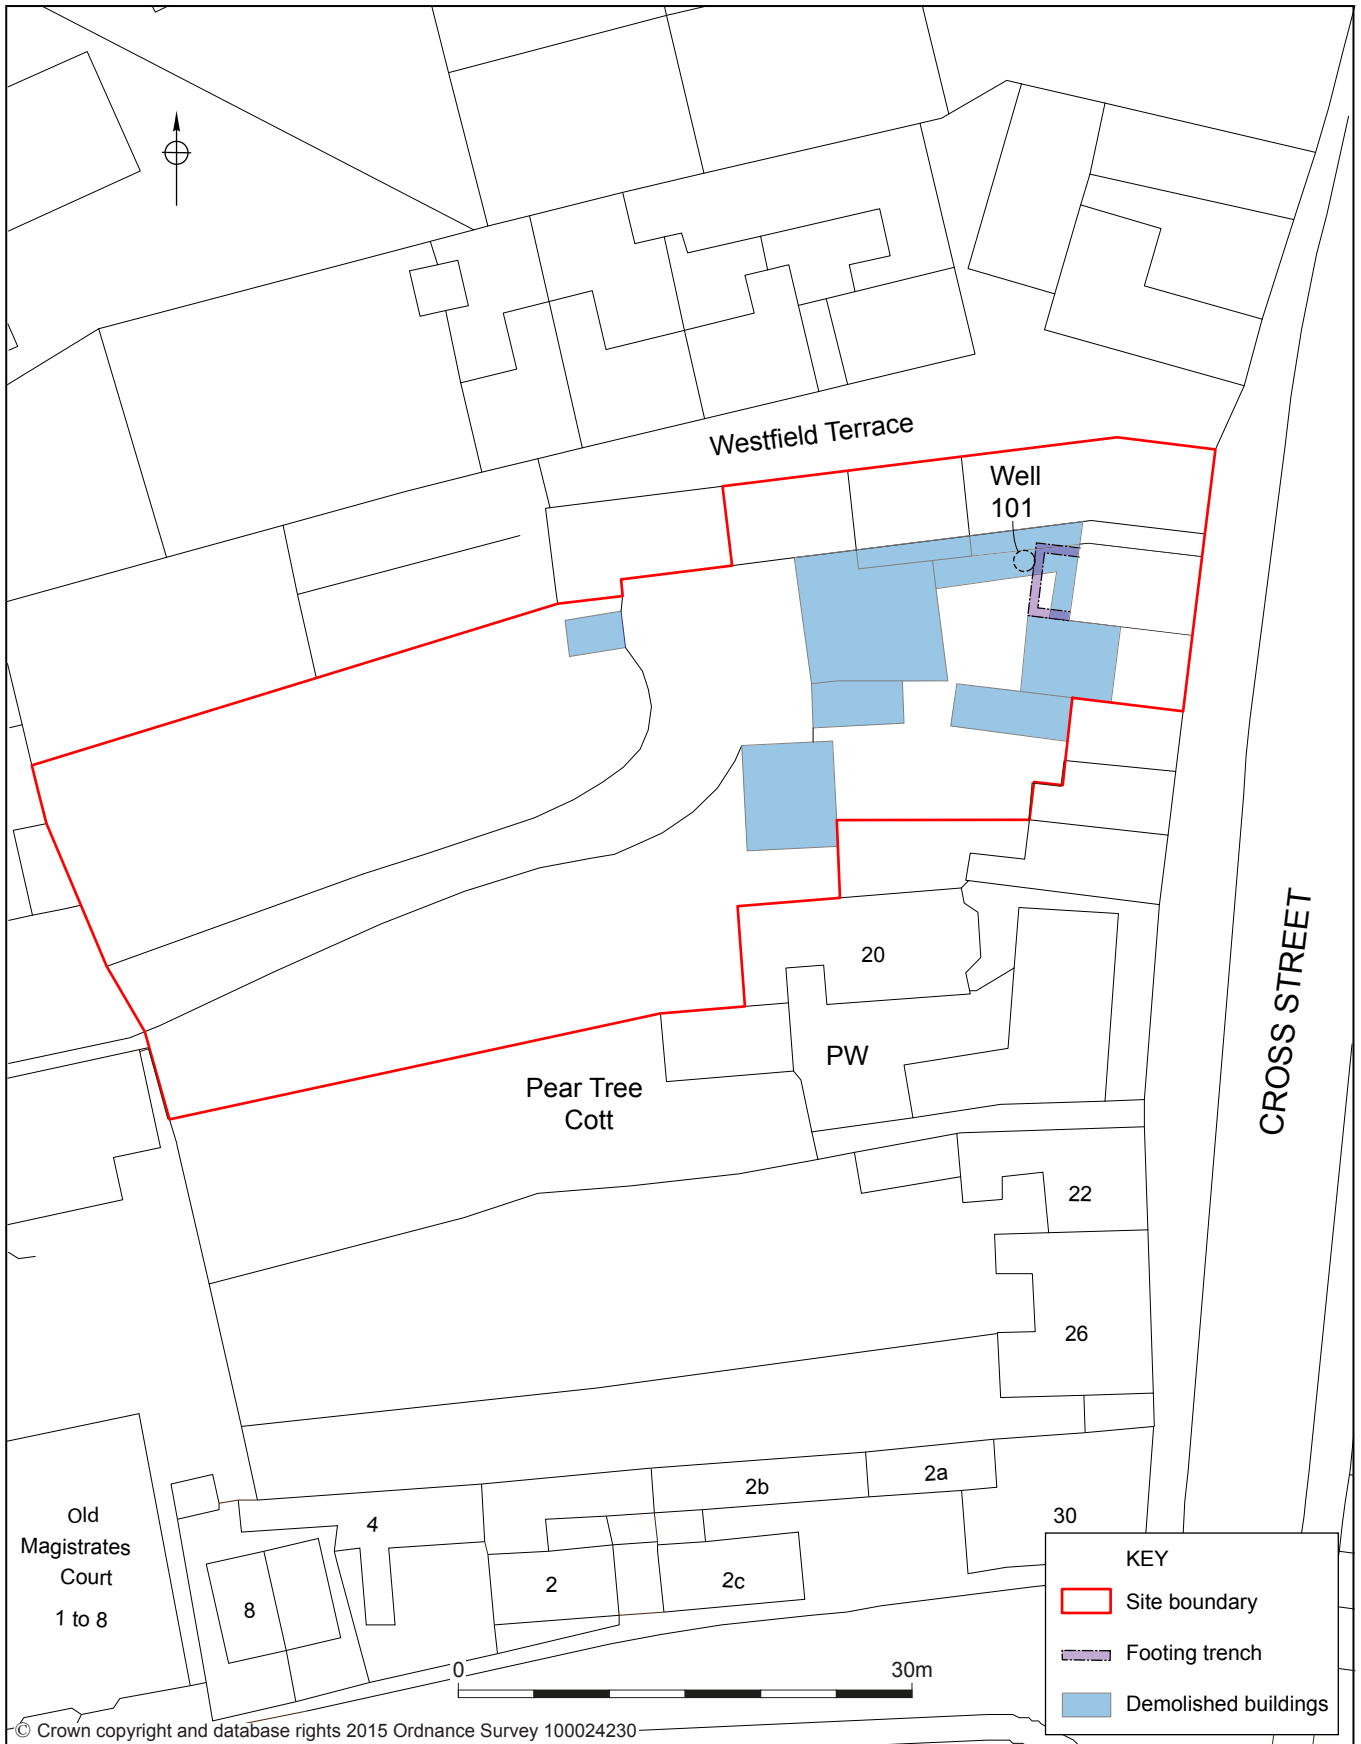 Westfield Terrace
Well
101
20
PW
Pear Tree
Cott
CROSS STREET
22
26
2b
2a
30
4
Old
Magistrates
Court
1 to 8
8
2
2c
KEY
Site boundary
Footing trench
Demolished buildings
0
30m
© Crown copyright and database rights 2015 Ordnance Survey 100024230